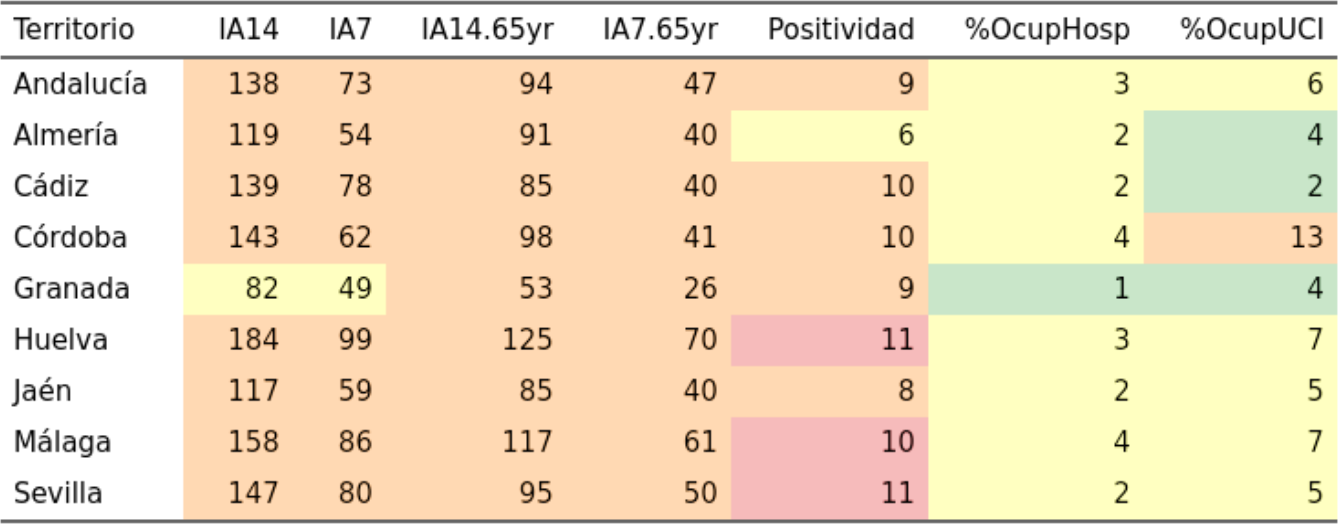 Territorio IA14 IA7 IA14.65yr IA7.65yr Positividad %OcupHosp %OcupUCI
Andalucía 138 73 94 47 9 3 6
Almería 119 54 91 40 6 2 4
Cádiz 139 78 85 40 10 2 2
Córdoba 143 62 98 41 10 4 13
Granada 82 49 53 26 9 1 4
Huelva 184 99 125 70 11 3 7
Jaén 117 59 85 40 8 2 5
Málaga 158 86 117 61 10 4 7
Sevilla 147 80 95 50 11 2 5